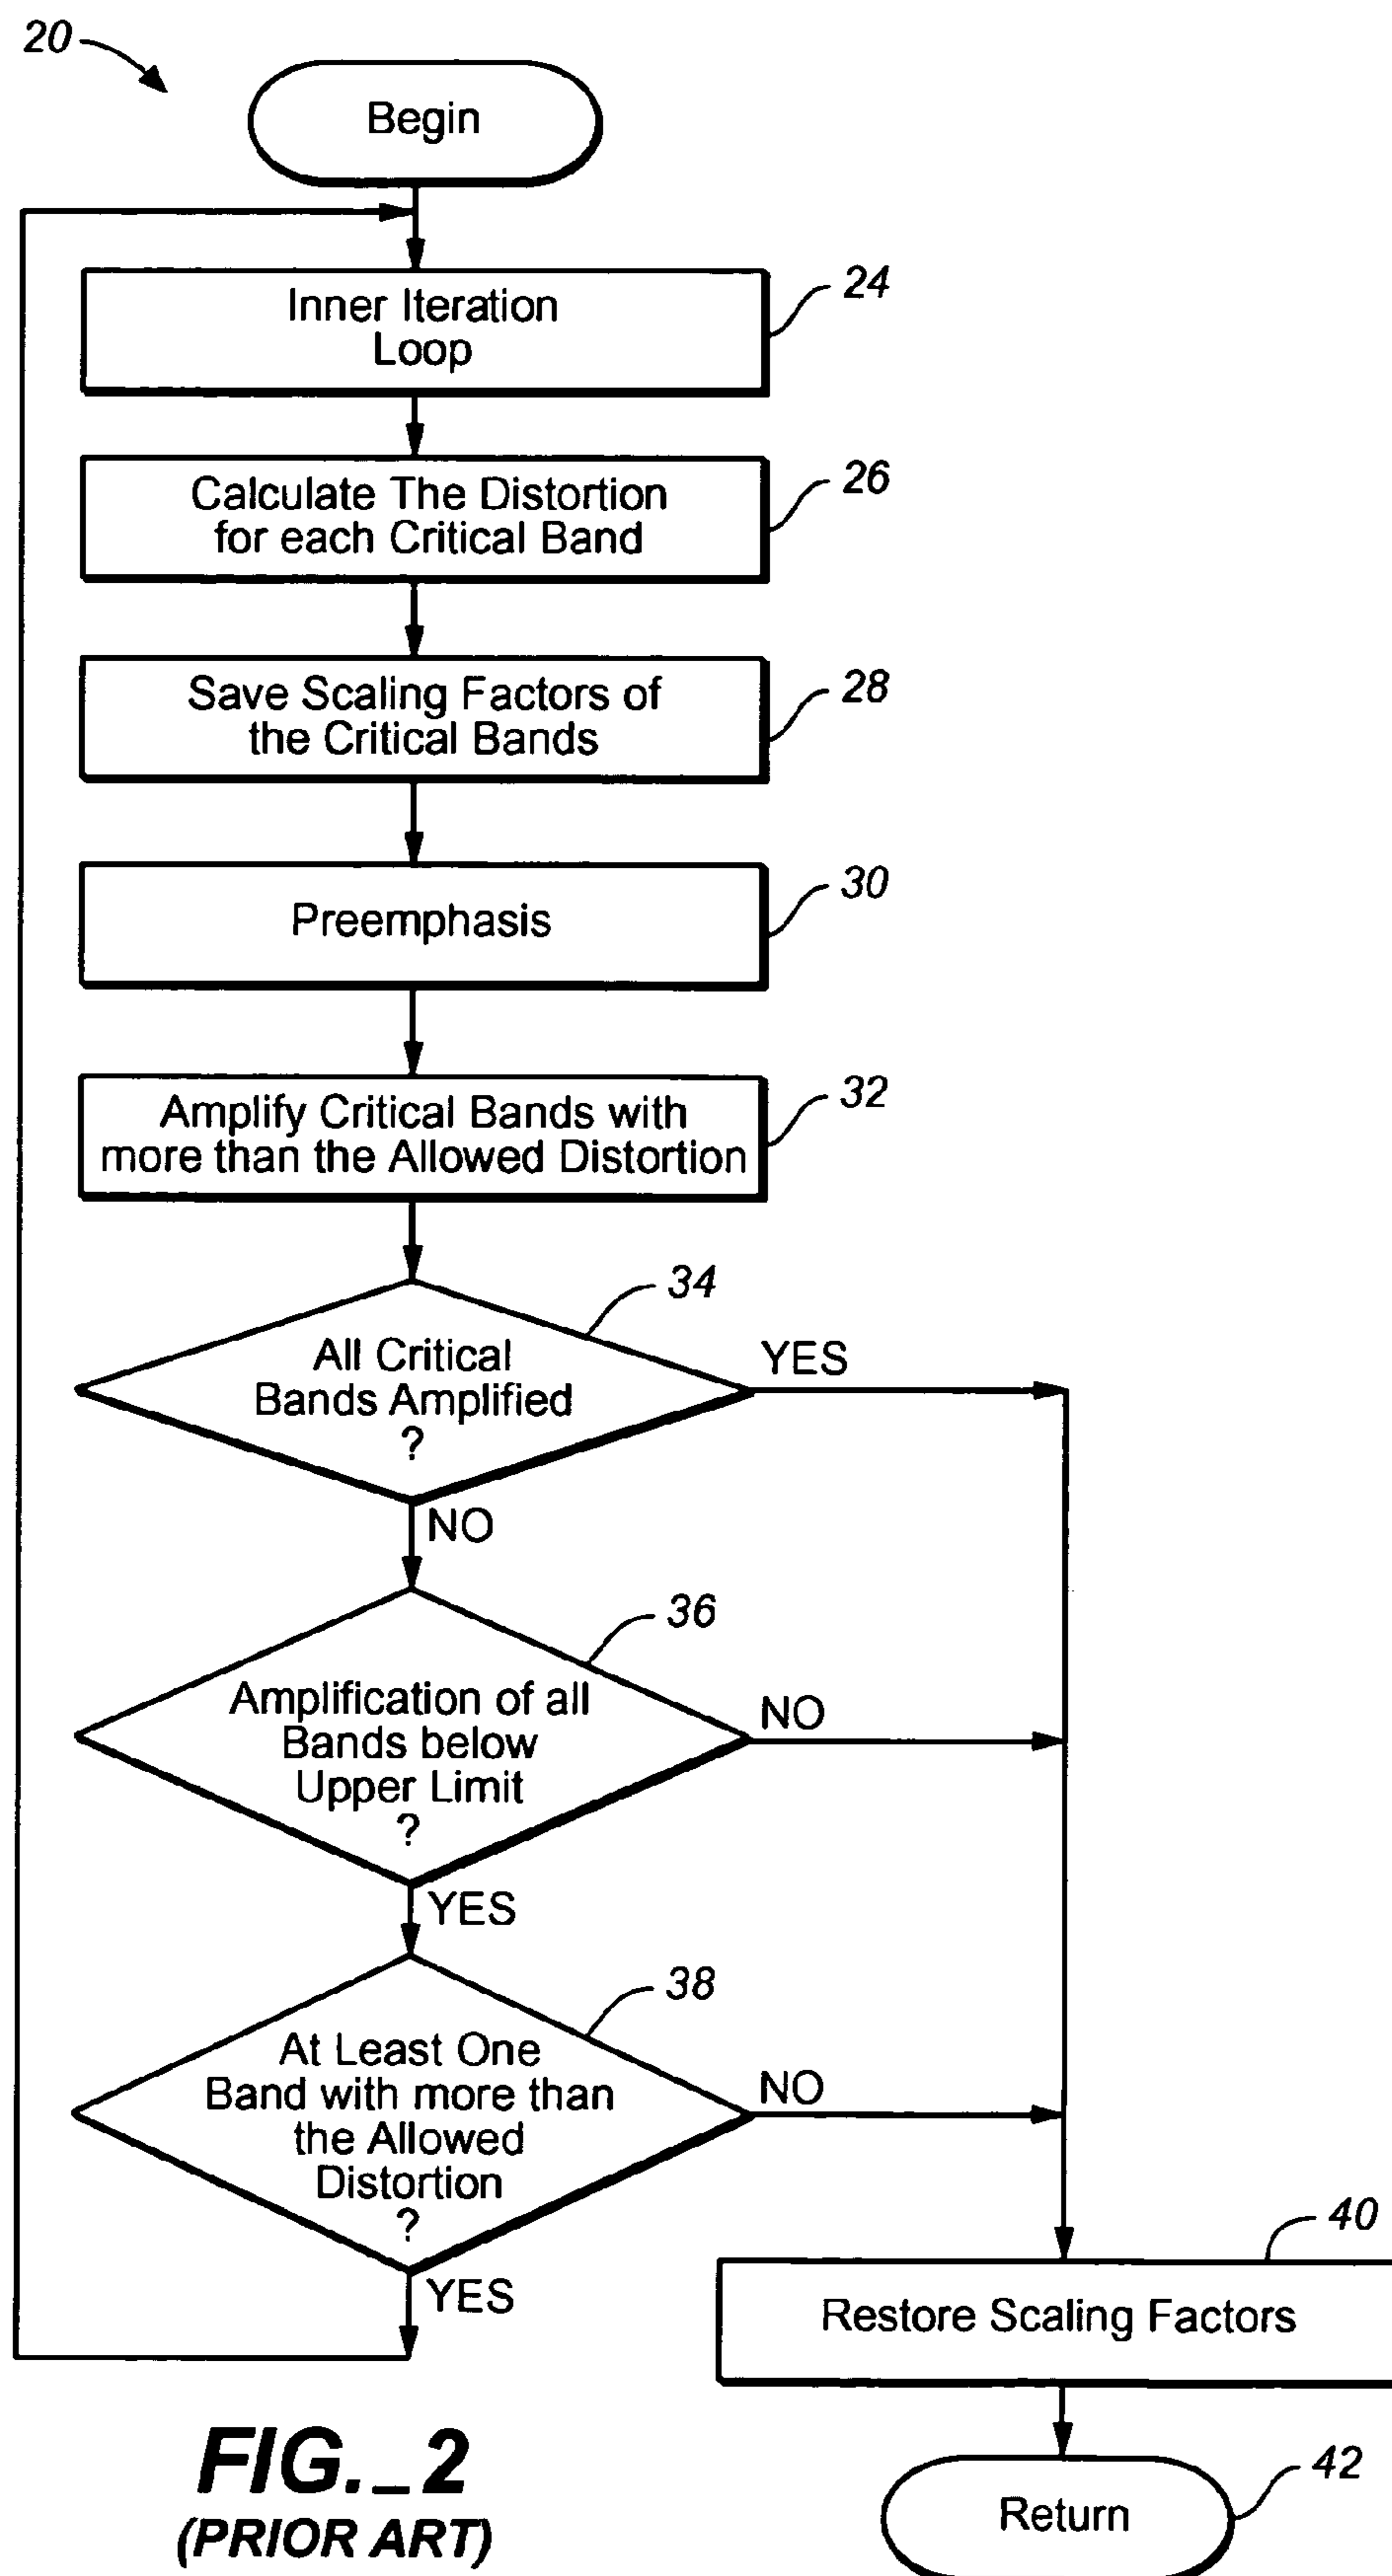 20
Begin
Inner Iteration
Loop
24
Calculate The Distortion
for each Critical Band
26
Save Scaling Factors of
the Critical Bands
28
Preemphasis
30
Amplify Critical Bands with
more than the Allowed Distortion
32
34
All Critical
Bands Amplified
?
YES
NO
36
Amplification of all
Bands below
Upper Limit
?
NO
YES
38
At Least One
Band with more than
the Allowed
Distortion
?
NO
YES
40
Restore Scaling Factors
42
Return
FIG._2
(PRIOR ART)